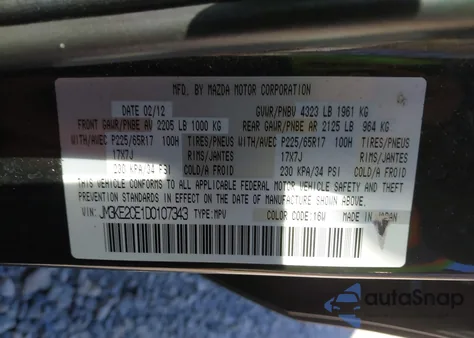 MFD. BY MAZDA MOTOR CORPORATION
DATE 02/12 GVWR/PNBV 4323 LB 1961 KG
FRONT GAWR/PNBE AV 2205 LB 1000 KG REAR GAWR/PNBE AR 2125 LB 964 KG
WITH/AVEC P225/65R17 100H TIRES/PNEUS WITH/AVEC P225/65R17 100H TIRES/PNEUS
17X7J RIMS/JANTES 17X7J RIMS/JANTES
230 KPA/34 PSI COLD/A FROID 230 KPA/34 PSI COLD/A FROID
THIS VEHICLE CONFORMS TO ALL APPLICABLE FEDERAL MOTOR VEHICLE SAFETY AND
THEFT PREVENTION STANDARDS IN EFFECT ON THE DATE OF MANUFACTURE SHOWN ABOVE.
VIN: JM3KE2DE1D0107343 TYPE:MPV COLOR CODE:16W MADE IN JAPAN
autoSnap